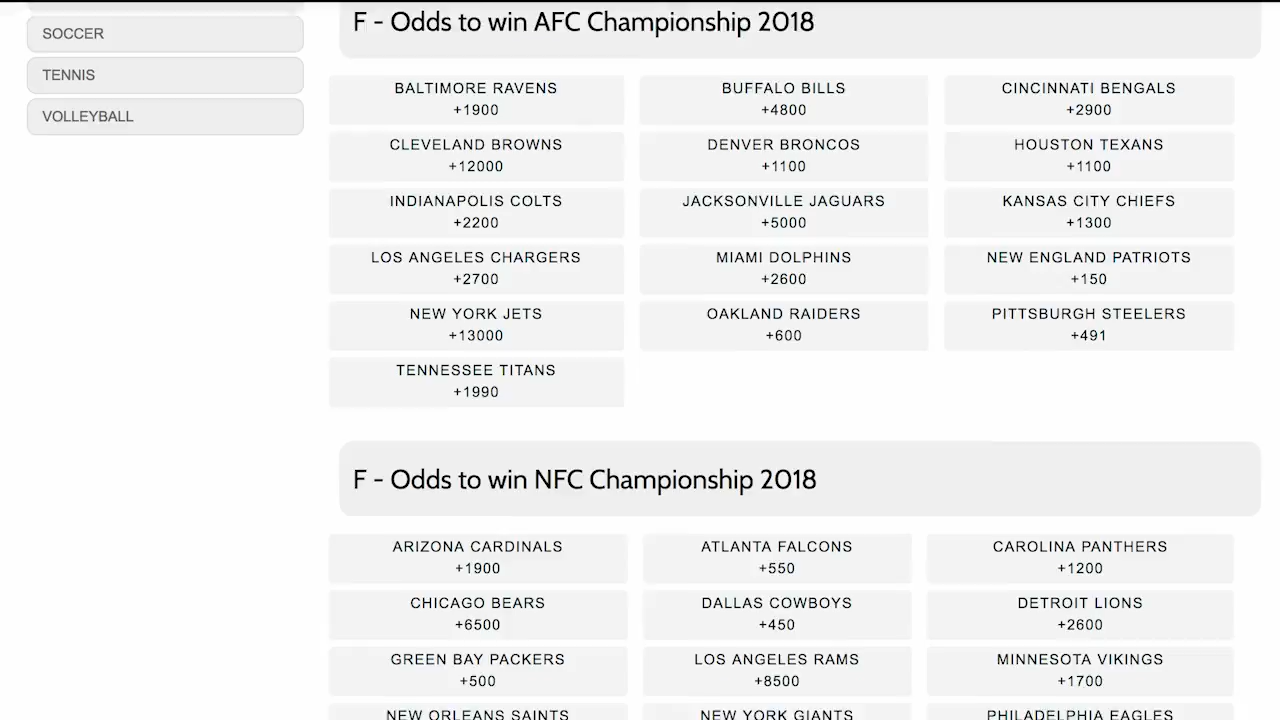 SOCCER
TENNIS
VOLLEYBALL
F - Odds to win AFC Championship 2018
BALTIMORE RAVENS
+1900
BUFFALO BILLS
+4800
CINCINNATI BENGALS
+2900
CLEVELAND BROWNS
+12000
DENVER BRONCOS
+1100
HOUSTON TEXANS
+1100
INDIANAPOLIS COLTS
+2200
JACKSONVILLE JAGUARS
+5000
KANSAS CITY CHIEFS
+1300
LOS ANGELES CHARGERS
+2700
MIAMI DOLPHINS
+2600
NEW ENGLAND PATRIOTS
+150
NEW YORK JETS
+13000
OAKLAND RAIDERS
+600
PITTSBURGH STEELERS
+491
TENNESSEE TITANS
+1990
F - Odds to win NFC Championship 2018
ARIZONA CARDINALS
+1900
ATLANTA FALCONS
+550
CAROLINA PANTHERS
+1200
CHICAGO BEARS
+6500
DALLAS COWBOYS
+450
DETROIT LIONS
+2600
GREEN BAY PACKERS
+500
LOS ANGELES RAMS
+8500
MINNESOTA VIKINGS
+1700
NEW ORLEANS SAINTS
NEW YORK GIANTS
PHILADELPHIA EAGLES